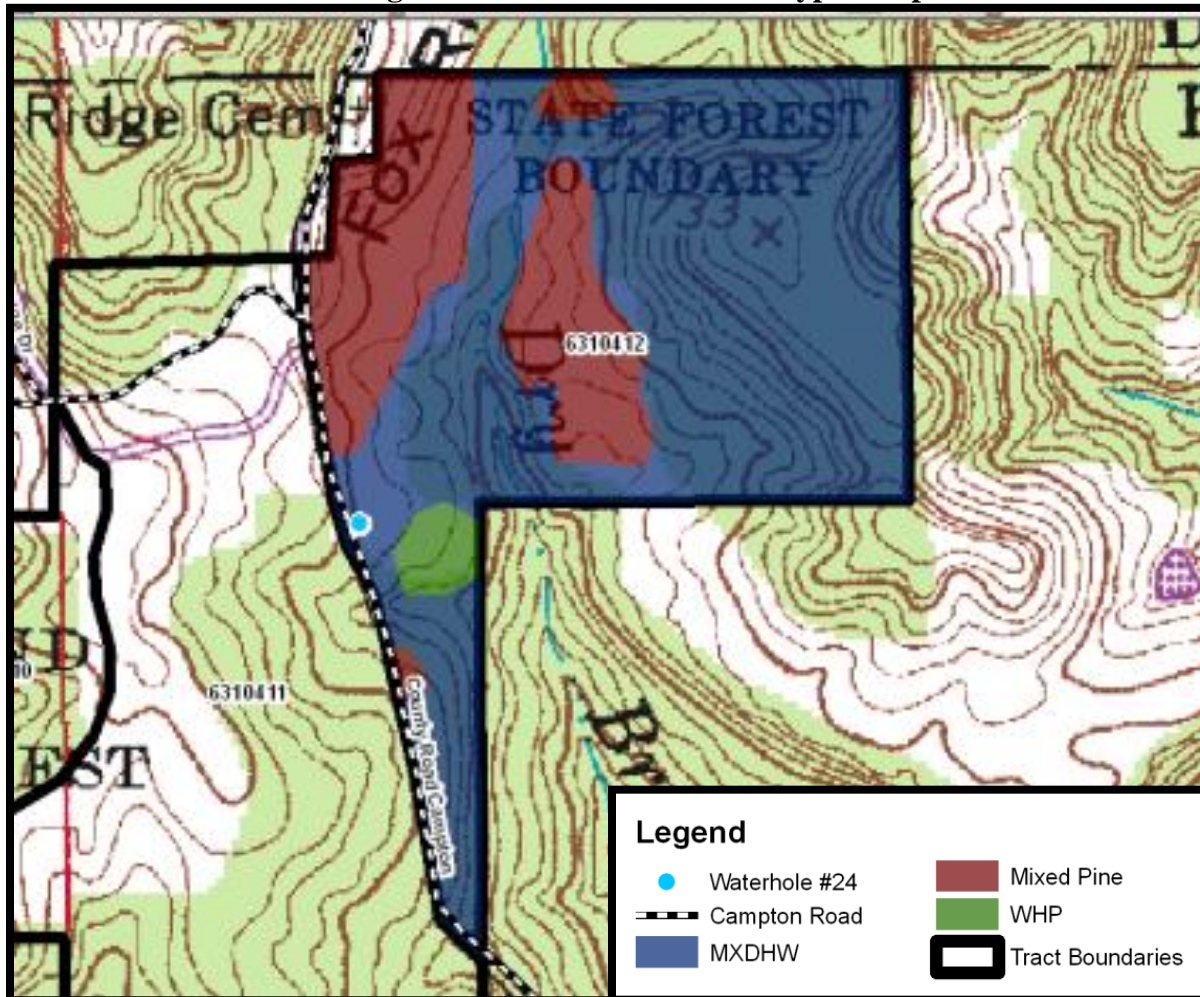 Ridge Cem
FOX
STATE FOREST
BOUNDARY
733
6310412
Dry
Br
6310411
EST
County Road Campton
Legend
Waterhole #24
Campton Road
MXDHW
Mixed Pine
WHP
Tract Boundaries